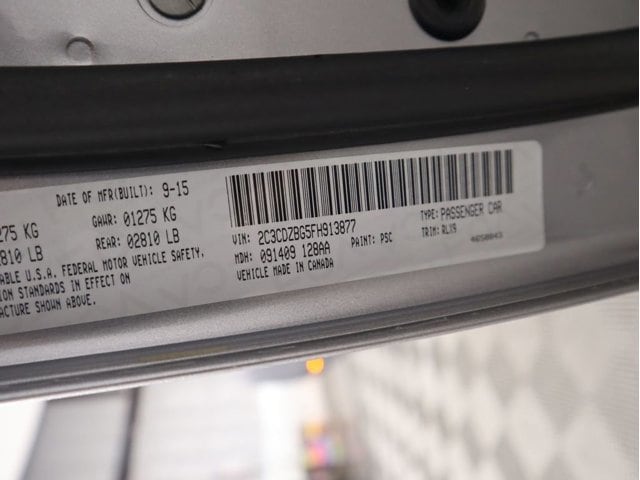 DATE OF MFR(BUILT): 9-15
275 KG GAWR: 01275 KG
2810 LB REAR: 02810 LB
ABLE U.S.A. FEDERAL MOTOR VEHICLE SAFETY,
ION STANDARDS IN EFFECT ON
FACTURE SHOWN ABOVE.
VIN: 2C3CDZBG5FH913877 TYPE: PASSENGER CAR
MDH: 091409 128AA PAINT: PSC TRIM: RLX9
VEHICLE MADE IN CANADA